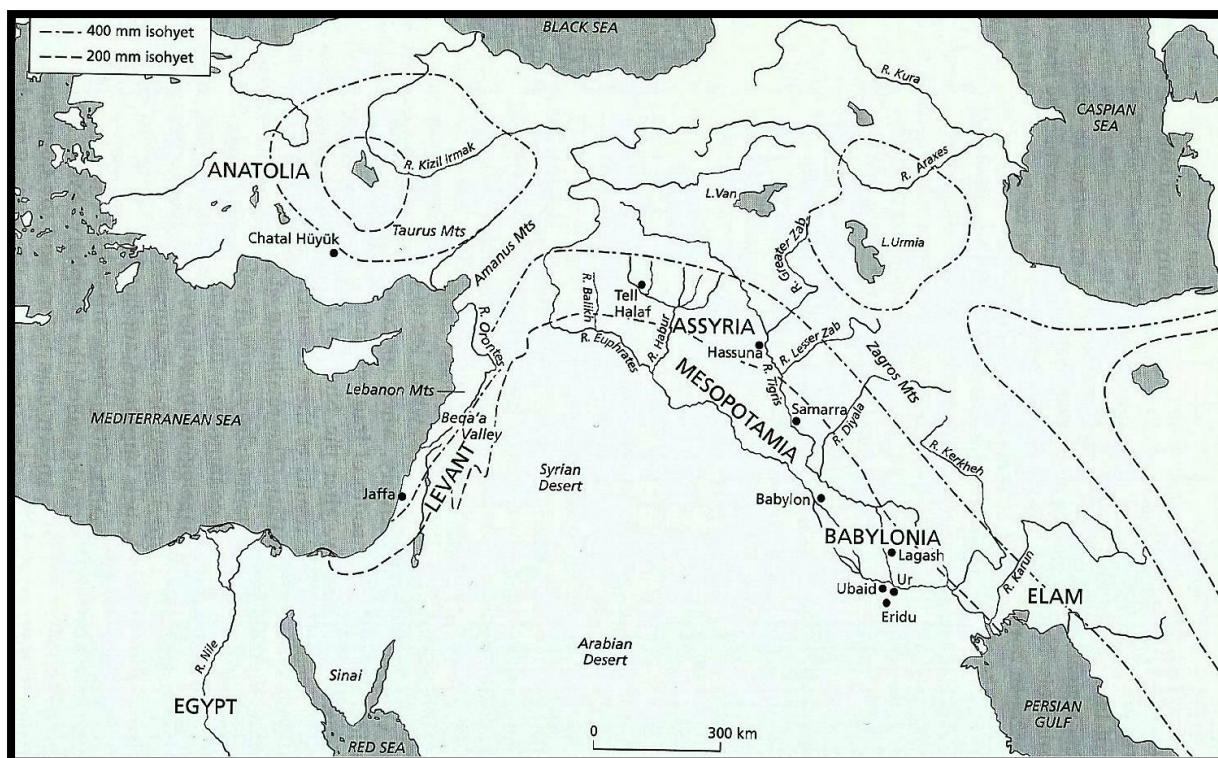 400 mm isohyet
200 mm isohyet
BLACK SEA
R. Kura
CASPIAN
SEA
ANATOLIA
R. Kizil Irmak
R. Araxes
L.Van
Chatal Hüyük
Taurus Mts
Amanus Mts
R. Greater Zab
L.Urmia
R. Balikh
Tell
Halaf
R. Orontes
R. Euphrates
R. Habur
ASSYRIA
Hassuna
R. Tigris
R. Lesser Zab
Zagros Mts
MESOPOTAMIA
Lebanon Mts
MEDITERRANEAN SEA
Beqa'a
Valley
Samarra
R. Diyala
R. Kerkheh
LEVANT
Syrian
Desert
Jaffa
Babylon
BABYLONIA
Lagash
Ubaid
Ur
Eridu
R. Karun
ELAM
R. Nile
Sinai
Arabian
Desert
EGYPT
RED SEA
0 300 km
PERSIAN
GULF